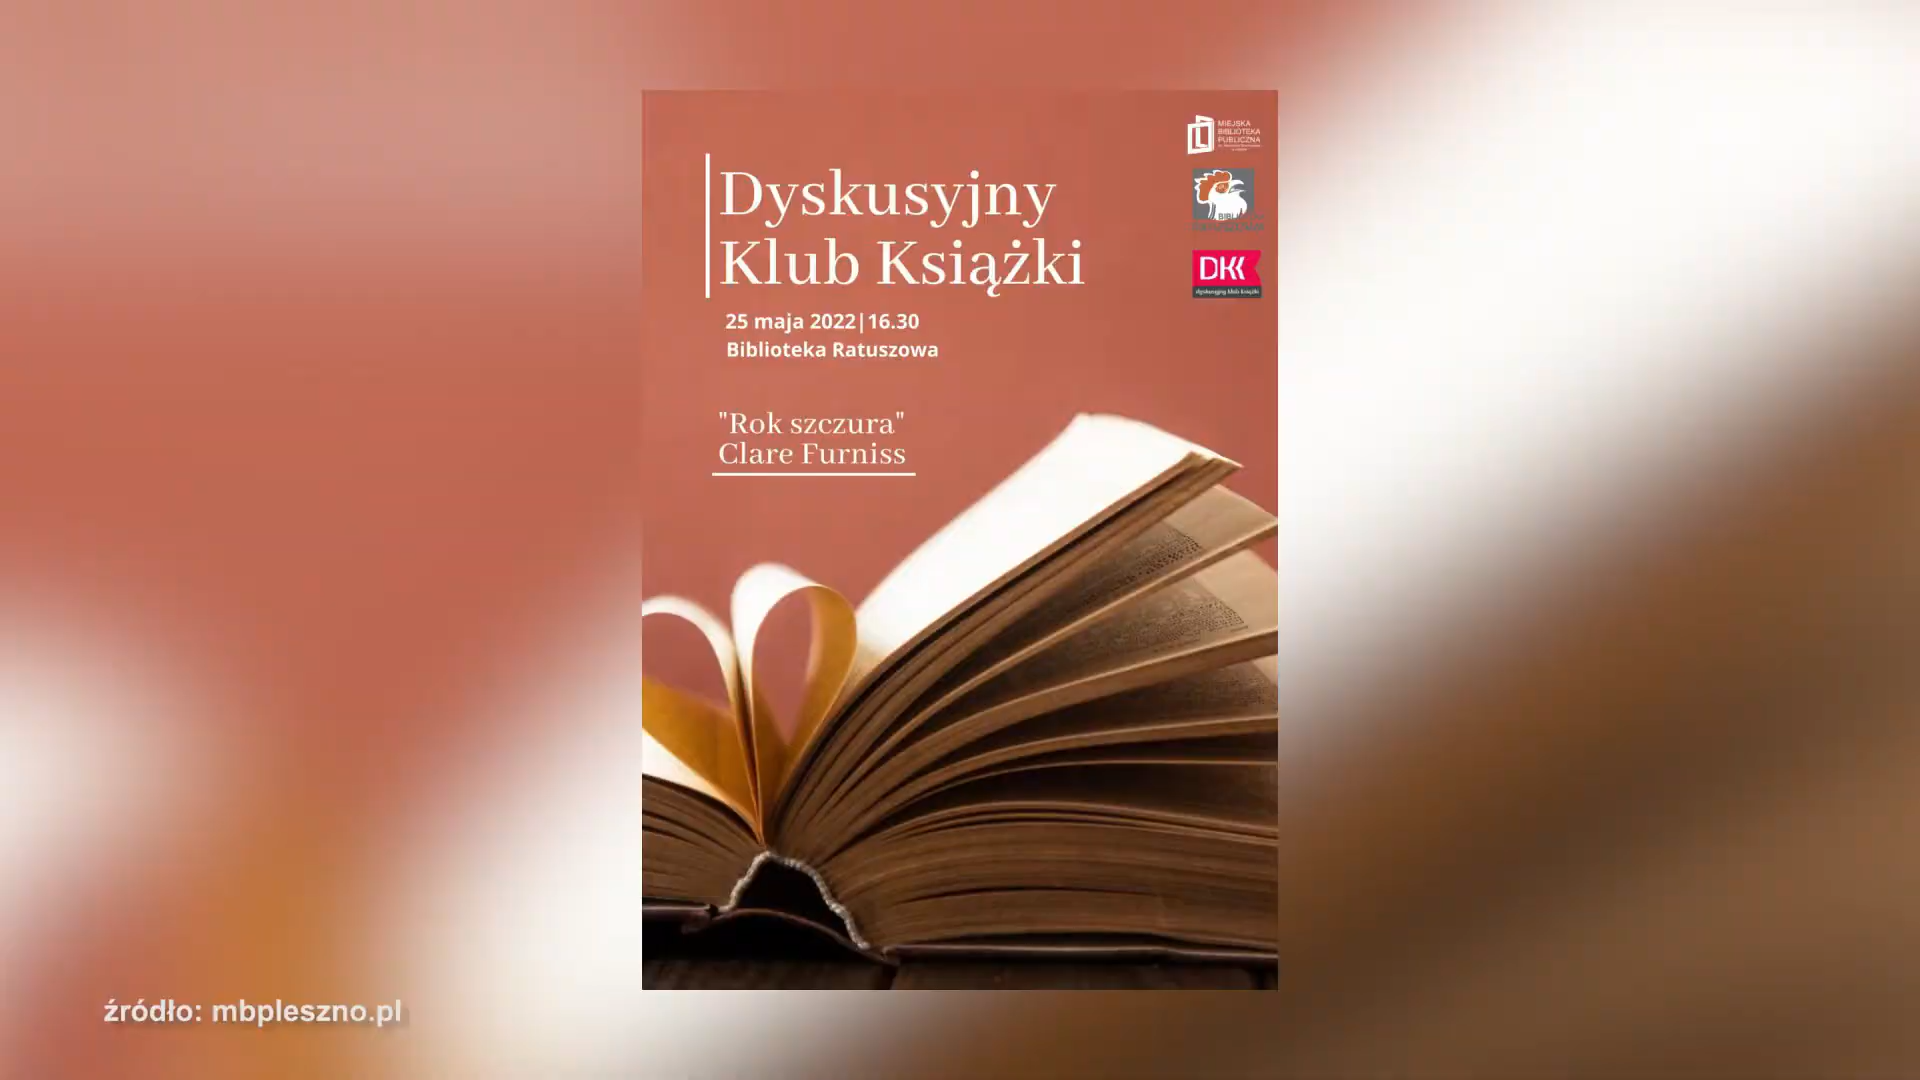 Dyskusyjny
Klub Książki
25 maja 2022|16.30
Biblioteka Ratuszowa
"Rok szczura"
Clare Furniss
MIEJSKA
BIBLIOTEKA
PUBLICZNA
DKK
dyskusyjny klub książki
źródło: mbpleszno.pl